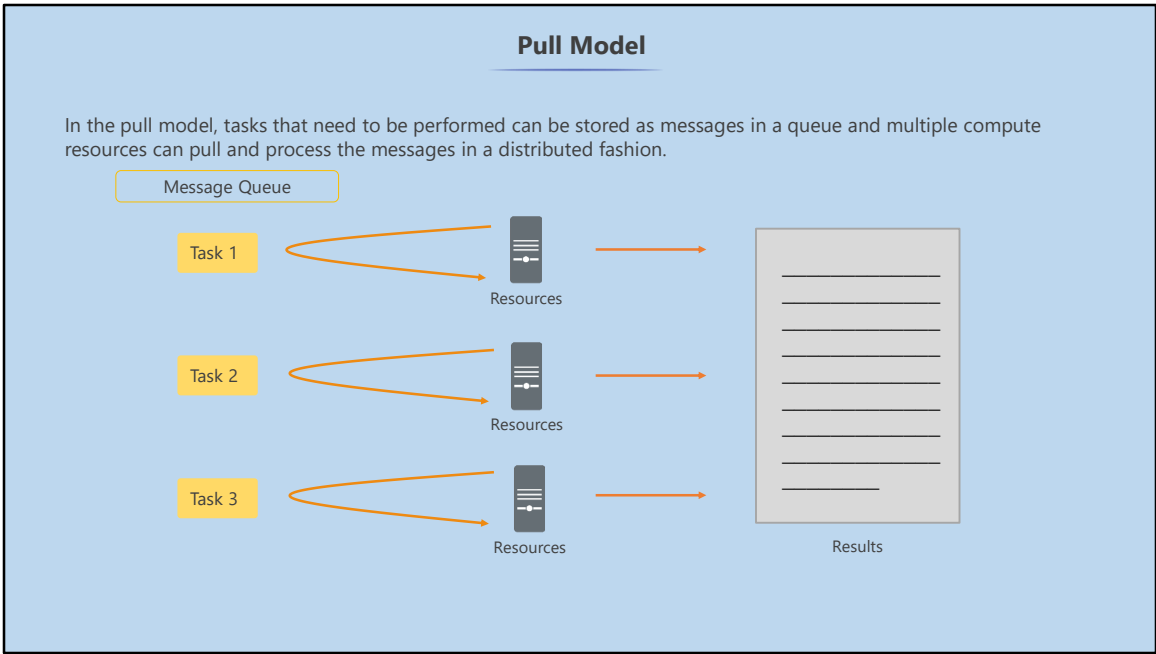 Pull Model
In the pull model, tasks that need to be performed can be stored as messages in a queue and multiple compute
resources can pull and process the messages in a distributed fashion.
Message Queue
Task 1
Resources
Task 2
Resources
Task 3
Resources
Results